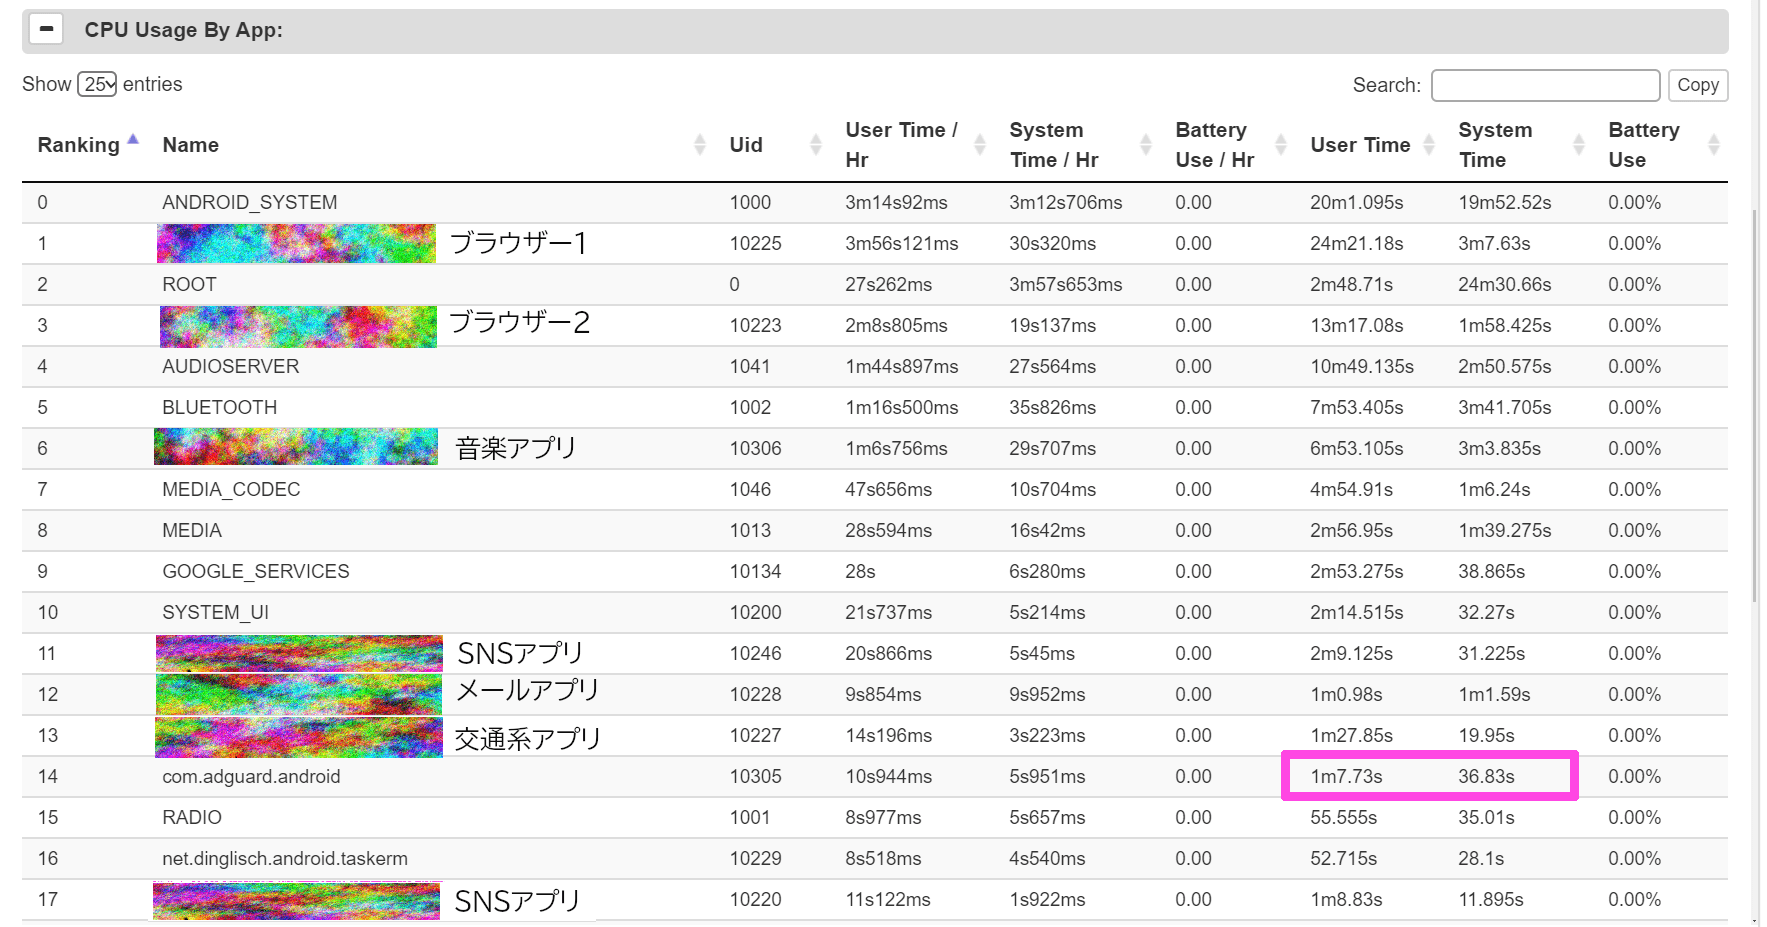 CPU Usage By App:
Show 25 entries Search: Copy
Ranking Name Uid User Time / Hr System Time / Hr Battery Use / Hr User Time System Time Battery Use
0 ANDROID_SYSTEM 1000 3m14s92ms 3m12s706ms 0.00 20m1.095s 19m52.52s 0.00%
1 ブラウザー1 10225 3m56s121ms 30s320ms 0.00 24m21.18s 3m7.63s 0.00%
2 ROOT 0 27s262ms 3m57s653ms 0.00 2m48.71s 24m30.66s 0.00%
3 ブラウザー2 10223 2m8s805ms 19s137ms 0.00 13m17.08s 1m58.425s 0.00%
4 AUDIOSERVER 1041 1m44s897ms 27s564ms 0.00 10m49.135s 2m50.575s 0.00%
5 BLUETOOTH 1002 1m16s500ms 35s826ms 0.00 7m53.405s 3m41.705s 0.00%
6 音楽アプリ 10306 1m6s756ms 29s707ms 0.00 6m53.105s 3m3.835s 0.00%
7 MEDIA_CODEC 1046 47s656ms 10s704ms 0.00 4m54.91s 1m6.24s 0.00%
8 MEDIA 1013 28s594ms 16s42ms 0.00 2m56.95s 1m39.275s 0.00%
9 GOOGLE_SERVICES 10134 28s 6s280ms 0.00 2m53.275s 38.865s 0.00%
10 SYSTEM_UI 10200 21s737ms 5s214ms 0.00 2m14.515s 32.27s 0.00%
11 SNSアプリ 10246 20s866ms 5s45ms 0.00 2m9.125s 31.225s 0.00%
12 メールアプリ 10228 9s854ms 9s952ms 0.00 1m0.98s 1m1.59s 0.00%
13 交通系アプリ 10227 14s196ms 3s223ms 0.00 1m27.85s 19.95s 0.00%
14 com.adguard.android 10305 10s944ms 5s951ms 0.00 1m7.73s 36.83s 0.00%
15 RADIO 1001 8s977ms 5s657ms 0.00 55.555s 35.01s 0.00%
16 net.dinglisch.android.taskerm 10229 8s518ms 4s540ms 0.00 52.715s 28.1s 0.00%
17 SNSアプリ 10220 11s122ms 1s922ms 0.00 1m8.83s 11.895s 0.00%